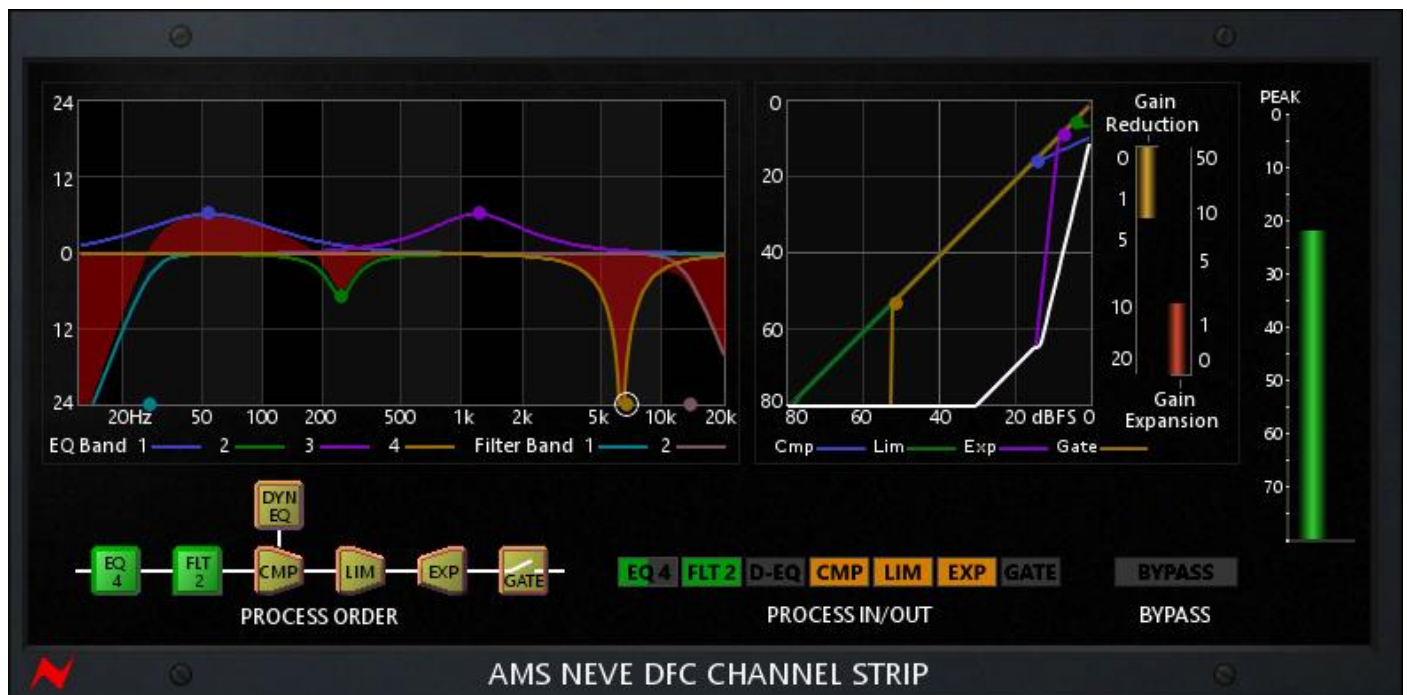 24
12
0
12
24
20Hz 50 100 200 500 1k 2k 5k 10k 20k
EQ Band 1 2 3 4 Filter Band 1 2
0
20
40
60
80
80 60 40 20 dBFS 0
Cmp Lim Exp Gate
Gain
Reduction
0 50
1 10
5 5
10 1
20 0
Gain
Expansion
PEAK
0
10
20
30
40
50
60
70
DYN
EQ
EQ
4
FLT
2
CMP
LIM
EXP
GATE
PROCESS ORDER
EQ 4 FLT 2 D-EQ CMP LIM EXP GATE
PROCESS IN/OUT
BYPASS
BYPASS
AMS NEVE DFC CHANNEL STRIP